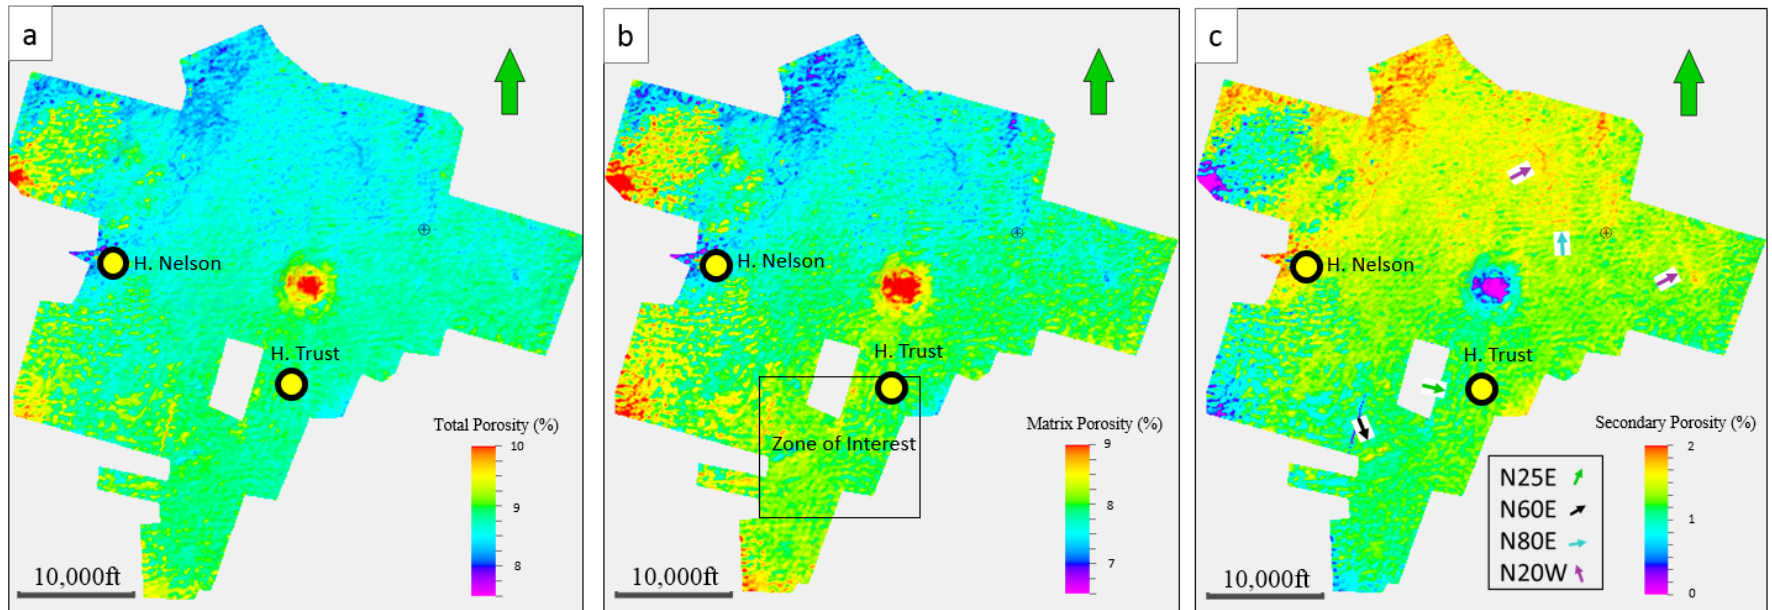 a
H. Nelson
H. Trust
Total Porosity (%)
10
9
8
10,000ft
b
H. Nelson
H. Trust
Zone of Interest
Matrix Porosity (%)
9
8
7
10,000ft
c
H. Nelson
H. Trust
Secondary Porosity (%)
2
1
0
N25E
N60E
N80E
N20W
10,000ft